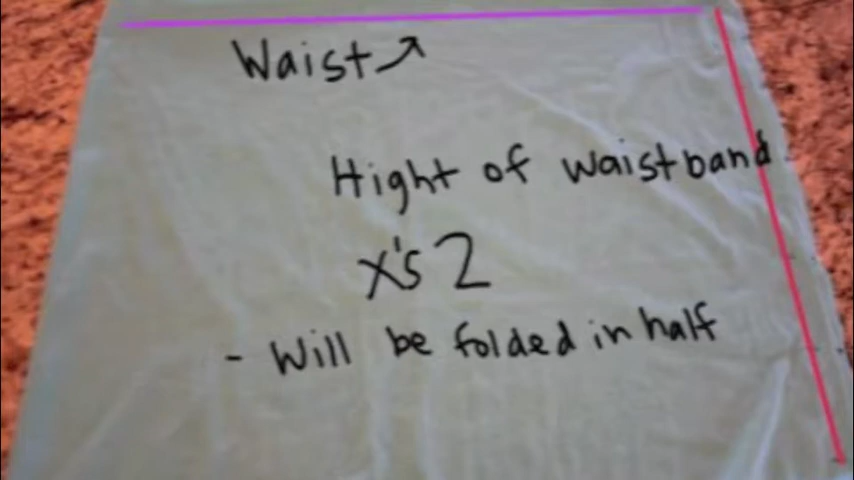 Waist↗
Hight of waistband
x's 2
- Will be folded in half